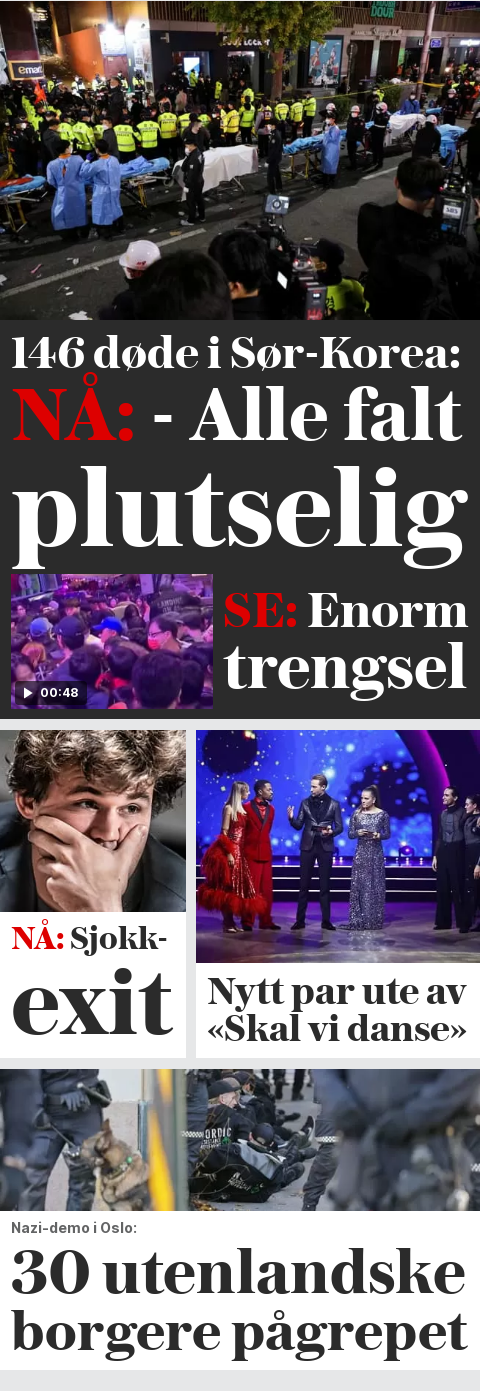 emart
146 døde i Sør-Korea:
NÅ: - Alle falt
plutselig
00:48
SE: Enorm
trengsel
NÅ: Sjokk-
exit
Nytt par ute av
«Skal vi danse»
Nazi-demo i Oslo:
30 utenlandske
borgere pågrepet